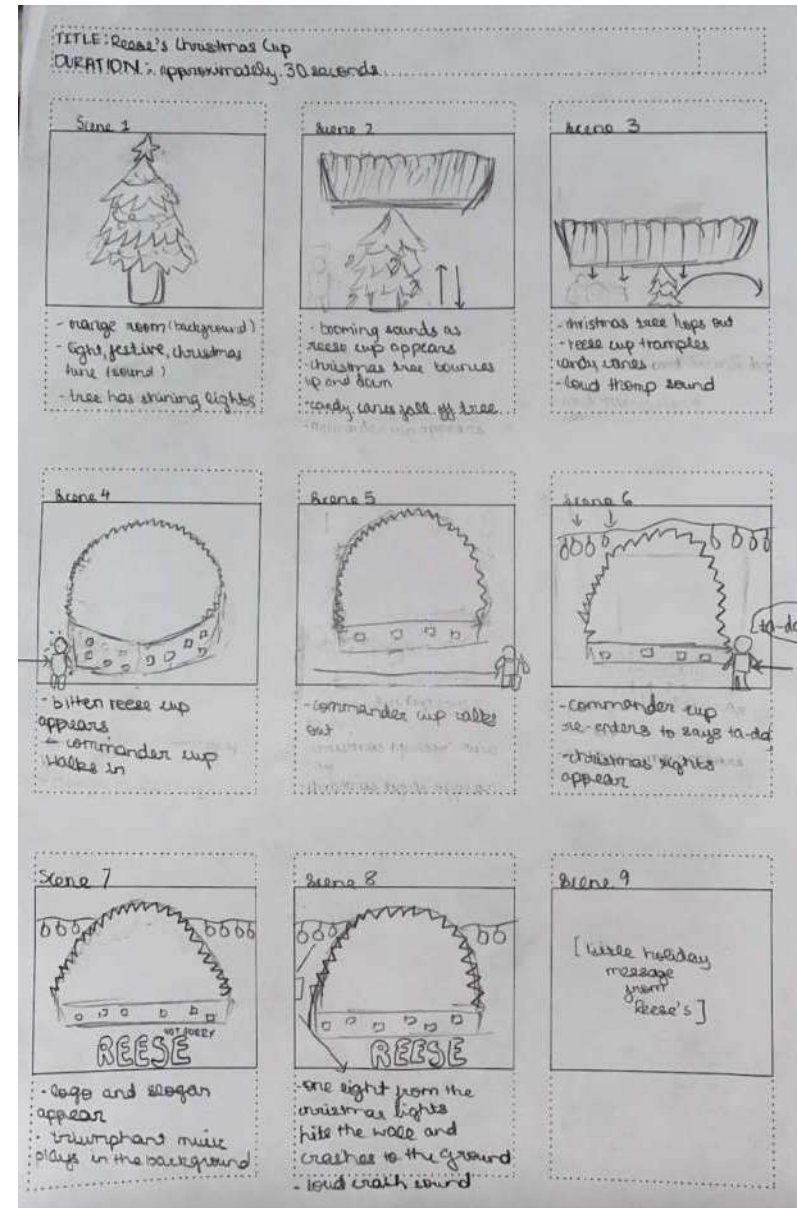 TITLE: Reese's Christmas Cup
DURATION: approximately 30 seconds
Scene 1
- orange room (background)
- light, festive, christmas
tune (sound)
- tree has shining lights
Scene 2
- booming sounds as
reese cup appears
- christmas tree bounces
up and down
- candy canes fall off tree
Scene 3
- christmas tree hops out
- reese cup tramples
candy canes
- loud thomp sound
Scene 4
- bitten reese cup
appears
- commander cup
walks in
Scene 5
- commander cup walks
out
Scene 6
ta-da
- commander cup
re-enters to says ta-da
- christmas lights
appear
Scene 7
NOT SORRY
REESE
- logo and slogan
appear
- triumphant music
plays in the background
Scene 8
REESE
- one light from the
christmas lights
hits the wall and
crashes to the ground
- loud crash sound
Scene 9
[little holiday
message
from
Reese's]